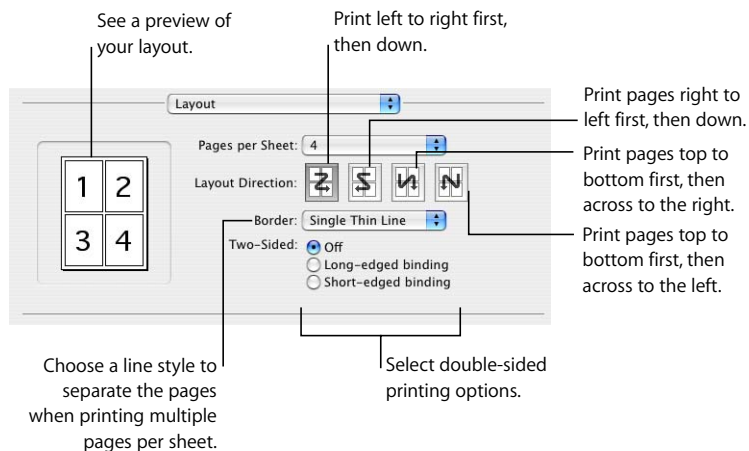 See a preview of
your layout.
Print left to right first,
then down.
Layout
Pages per Sheet: 4
Layout Direction:
Border: Single Thin Line
Two-Sided: Off
Long-edged binding
Short-edged binding
1 2
3 4
Print pages right to
left first, then down.
Print pages top to
bottom first, then
across to the right.
Print pages top to
bottom first, then
across to the left.
Choose a line style to
separate the pages
when printing multiple
pages per sheet.
Select double-sided
printing options.